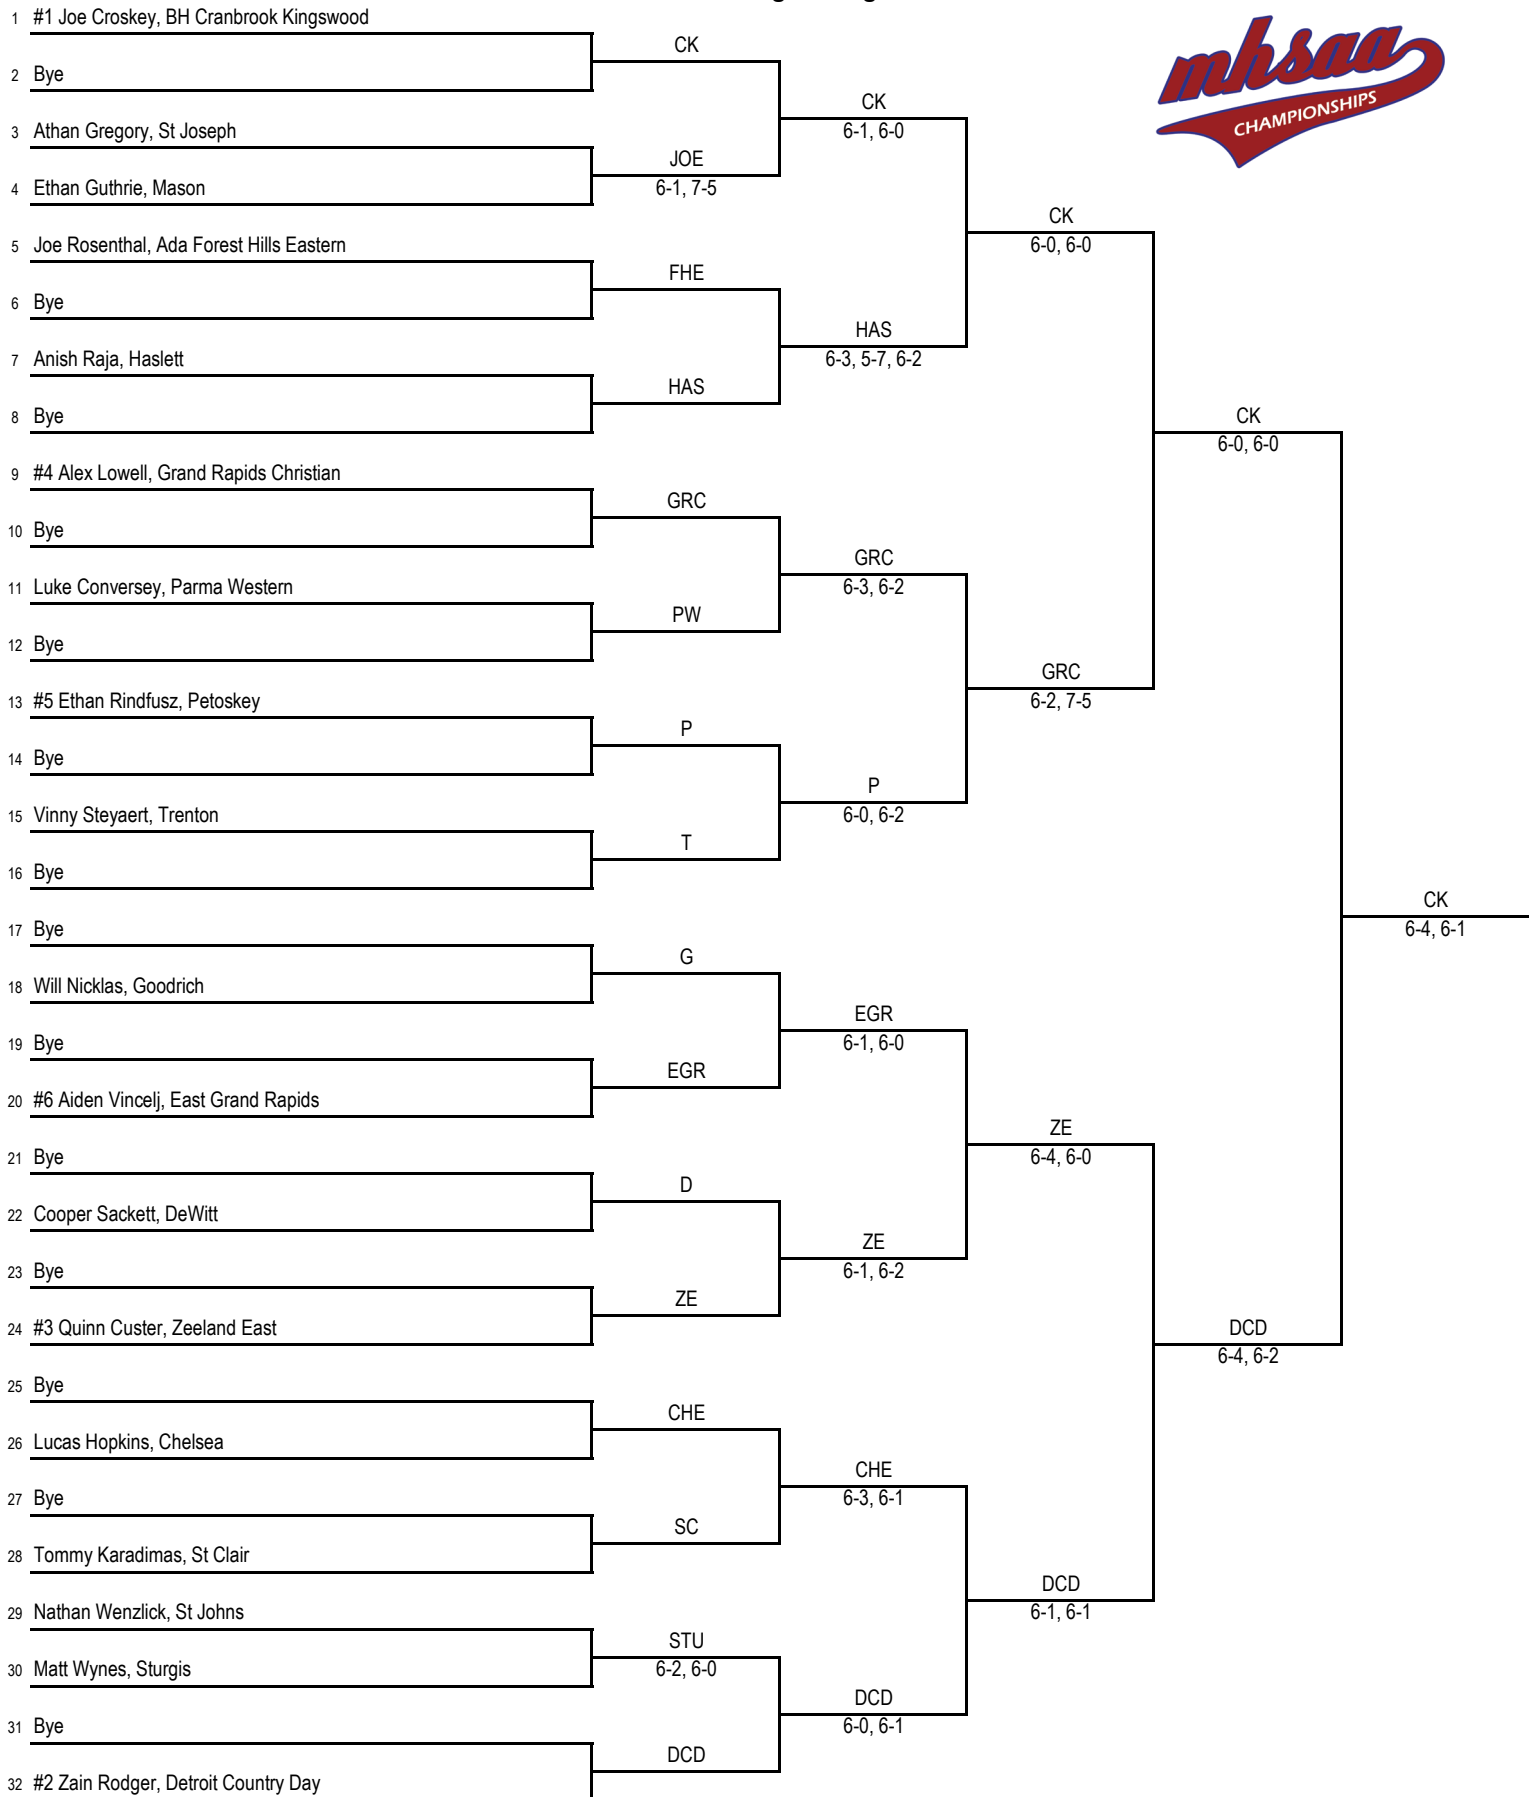 mhsaa
CHAMPIONSHIPS
1 #1 Joe Croskey, BH Cranbrook Kingswood
CK
2 Bye
CK
6-1, 6-0
3 Athan Gregory, St Joseph
JOE
6-1, 7-5
4 Ethan Guthrie, Mason
CK
6-0, 6-0
5 Joe Rosenthal, Ada Forest Hills Eastern
FHE
6 Bye
HAS
6-3, 5-7, 6-2
7 Anish Raja, Haslett
HAS
8 Bye
CK
6-0, 6-0
9 #4 Alex Lowell, Grand Rapids Christian
GRC
10 Bye
GRC
6-3, 6-2
11 Luke Conversey, Parma Western
PW
12 Bye
GRC
6-2, 7-5
13 #5 Ethan Rindfusz, Petoskey
P
14 Bye
P
6-0, 6-2
15 Vinny Steyaert, Trenton
T
16 Bye
CK
6-4, 6-1
17 Bye
G
18 Will Nicklas, Goodrich
EGR
6-1, 6-0
19 Bye
EGR
20 #6 Aiden Vincelj, East Grand Rapids
ZE
6-4, 6-0
21 Bye
D
22 Cooper Sackett, DeWitt
ZE
6-1, 6-2
23 Bye
ZE
24 #3 Quinn Custer, Zeeland East
DCD
6-4, 6-2
25 Bye
CHE
26 Lucas Hopkins, Chelsea
CHE
6-3, 6-1
27 Bye
SC
28 Tommy Karadimas, St Clair
DCD
6-1, 6-1
29 Nathan Wenzlick, St Johns
STU
6-2, 6-0
30 Matt Wynes, Sturgis
DCD
6-0, 6-1
31 Bye
DCD
32 #2 Zain Rodger, Detroit Country Day